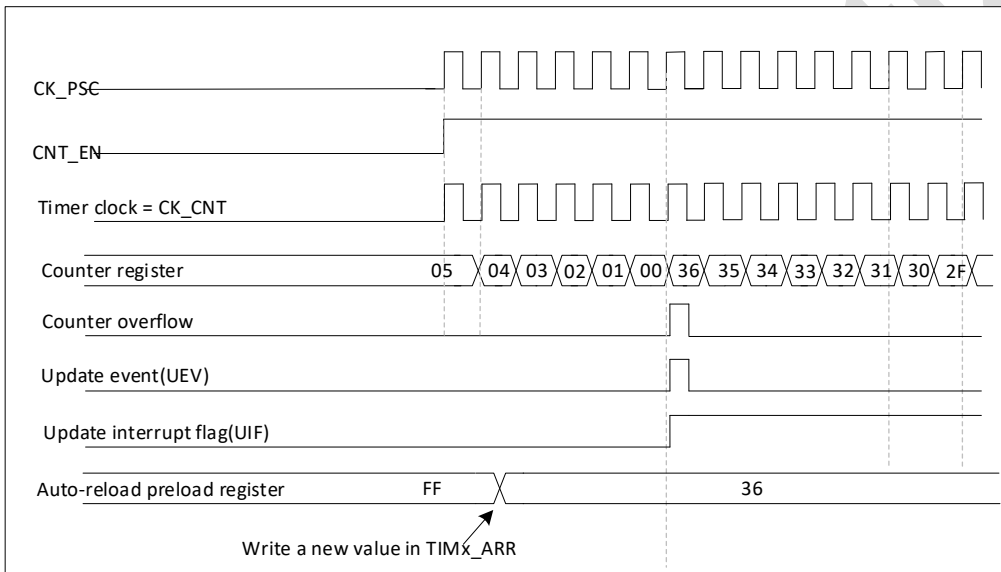 CK_PSC
CNT_EN
Timer clock = CK_CNT
Counter register 05 04 03 02 01 00 36 35 34 33 32 31 30 2F
Counter overflow
Update event(UEV)
Update interrupt flag(UIF)
Auto-reload preload register FF 36
Write a new value in TIMx_ARR